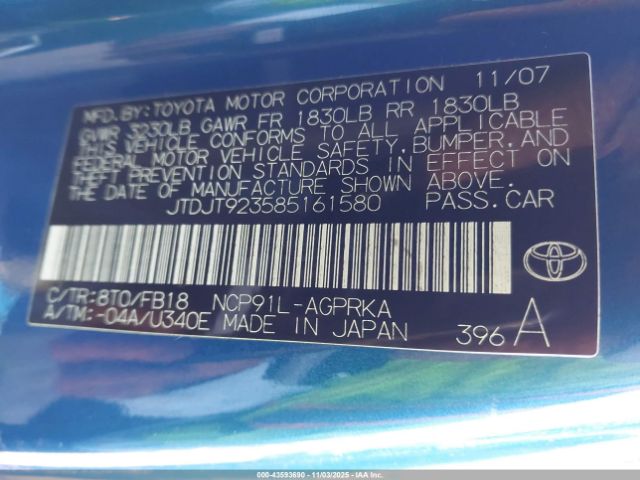 MFD.BY:TOYOTA MOTOR CORPORATION 11/07
GVWR 3230LB GAWR FR 1830LB RR 1830LB
THIS VEHICLE CONFORMS TO ALL APPLICABLE
FEDERAL MOTOR VEHICLE SAFETY,BUMPER,AND
THEFT PREVENTION STANDARDS IN EFFECT ON
THE DATE OF MANUFACTURE SHOWN ABOVE.
JTDJT923585161580 PASS.CAR
C/TR:8T0/FB18 NCP91L-AGPRKA
A/TM:-04A/U340E MADE IN JAPAN 396 A
000-43593690 - 11/03/2025 - IAAI.COM